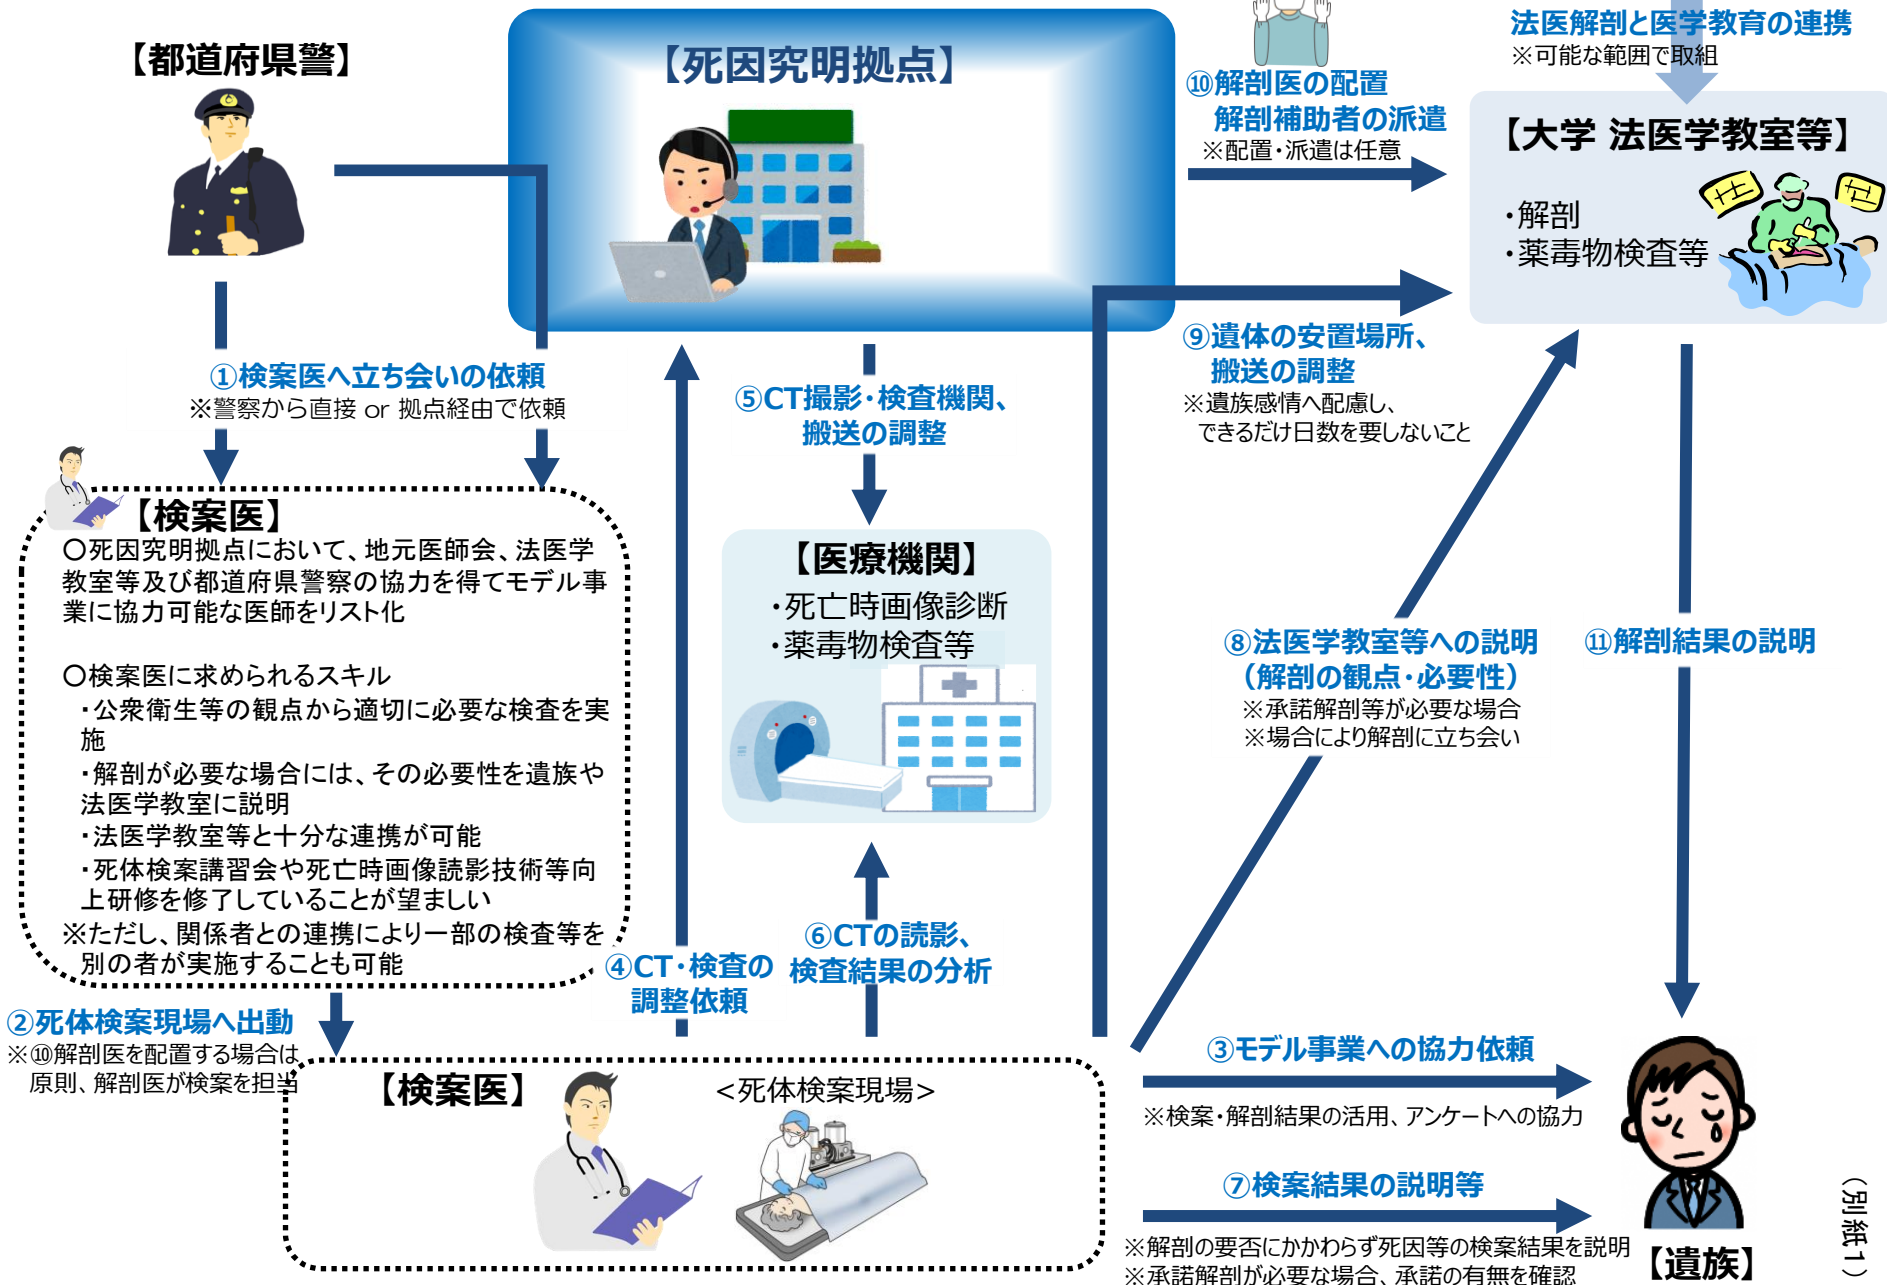 【都道府県警】
【死因究明拠点】
⑩解剖医の配置
解剖補助者の派遣
※配置・派遣は任意
法医解剖と医学教育の連携
※可能な範囲で取組
【大学 法医学教室等】
・解剖
・薬毒物検査等
①検案医へ立ち会いの依頼
※警察から直接 or 拠点経由で依頼
⑤CT撮影・検査機関、
搬送の調整
⑨遺体の安置場所、
搬送の調整
※遺族感情へ配慮し、
できるだけ日数を要しないこと
【検案医】
〇死因究明拠点において、地元医師会、法医学
教室等及び都道府県警察の協力を得てモデル事
業に協力可能な医師をリスト化
〇検案医に求められるスキル
・公衆衛生等の観点から適切に必要な検査を実
施
・解剖が必要な場合には、その必要性を遺族や
法医学教室に説明
・法医学教室等と十分な連携が可能
・死体検案講習会や死亡時画像読影技術等向
上研修を修了していることが望ましい
※ただし、関係者との連携により一部の検査等を
別の者が実施することも可能
【医療機関】
・死亡時画像診断
・薬毒物検査等
⑧法医学教室等への説明
（解剖の観点・必要性）
※承諾解剖等が必要な場合
※場合により解剖に立ち会い
⑪解剖結果の説明
④CT・検査の
調整依頼
⑥CTの読影、
検査結果の分析
②死体検案現場へ出動
※⑩解剖医を配置する場合は
原則、解剖医が検案を担当
【検案医】
<死体検案現場>
③モデル事業への協力依頼
※検案・解剖結果の活用、アンケートへの協力
⑦検案結果の説明等
※解剖の要否にかかわらず死因等の検案結果を説明
※承諾解剖が必要な場合、承諾の有無を確認
【遺族】
（別紙１）